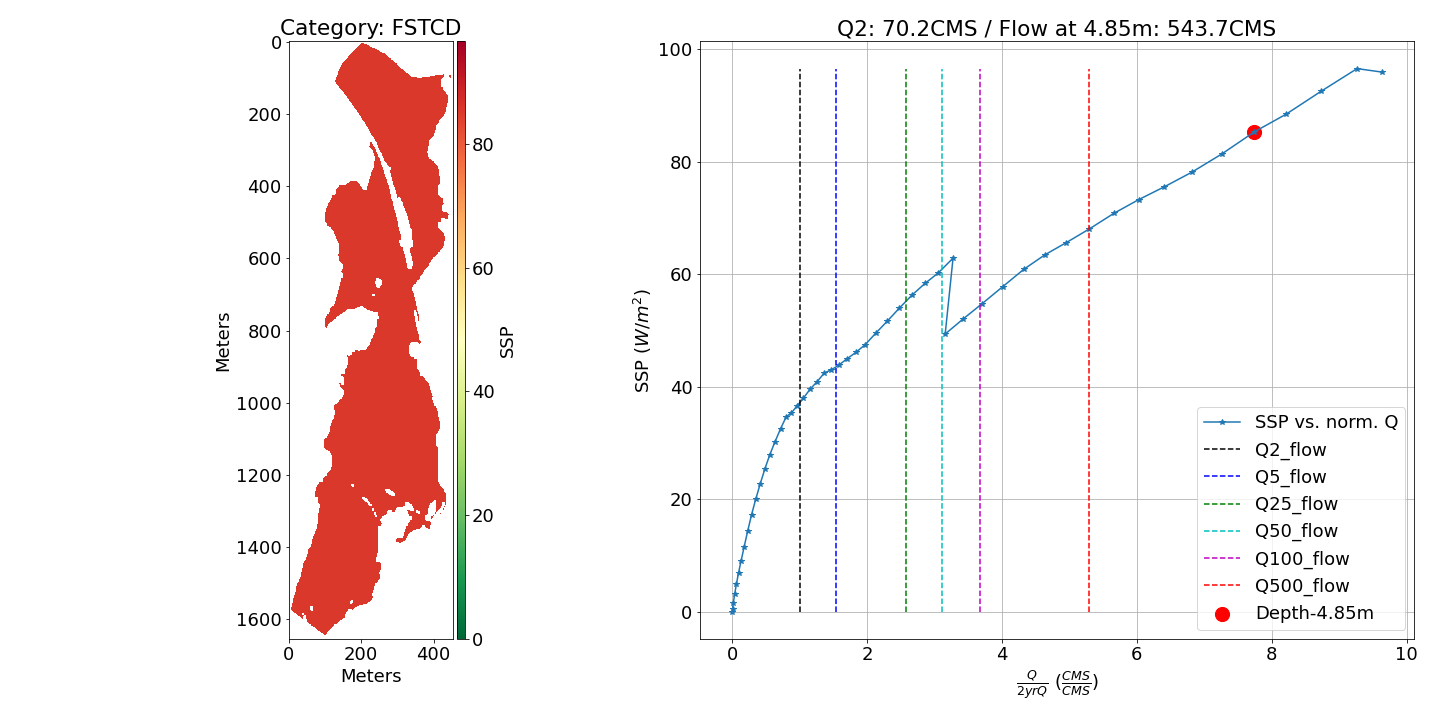 Category: FSTCD
0
200
400
600
800
1000
1200
1400
1600
Meters
0
200
400
Meters
80
60
40
20
0
SSP
Q2: 70.2CMS / Flow at 4.85m: 543.7CMS
100
80
60
40
20
0
SSP (W/m²)
0
2
4
6
8
10
Q/2yrQ (CMS/CMS)
SSP vs. norm. Q
Q2_flow
Q5_flow
Q25_flow
Q50_flow
Q100_flow
Q500_flow
Depth-4.85m